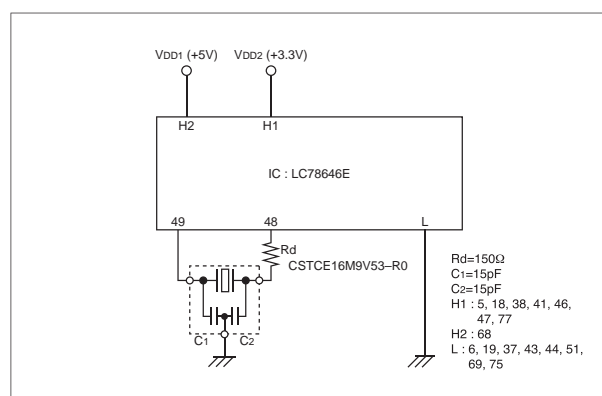 VDD1 (+5V) VDD2 (+3.3V)
H2 H1
IC : LC78646E
49 48 L
Rd
CSTCE16M9V53–R0
C1 C2
Rd=150Ω
C1=15pF
C2=15pF
H1 : 5, 18, 38, 41, 46,
47, 77
H2 : 68
L : 6, 19, 37, 43, 44, 51,
69, 75